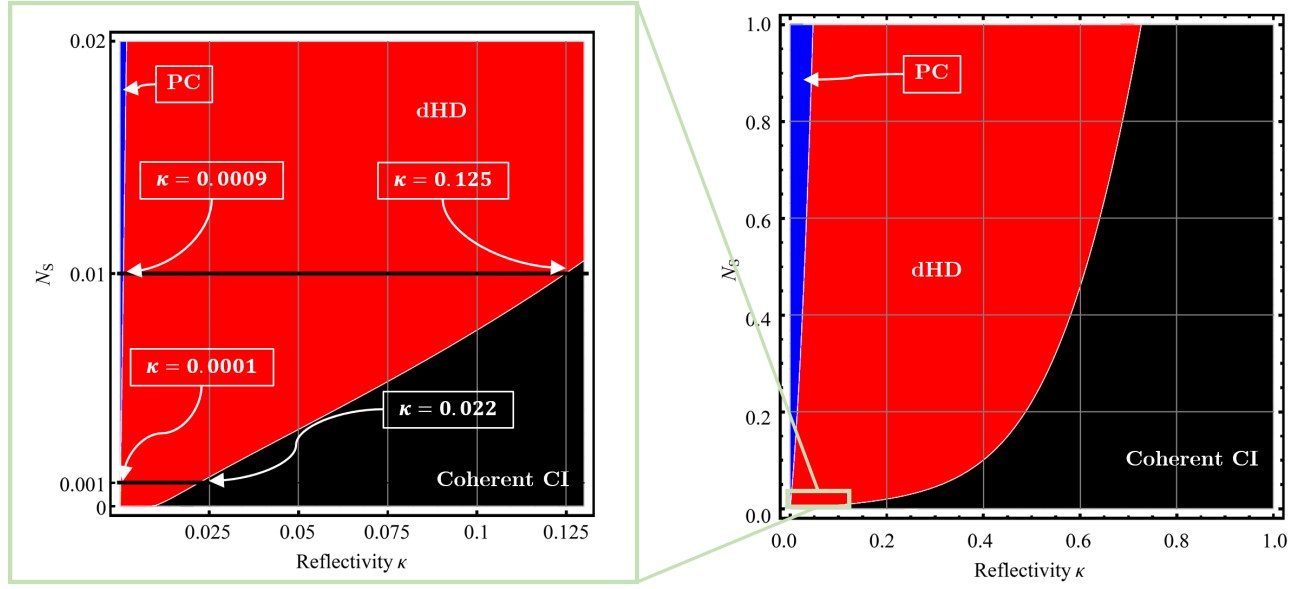 0.02
PC
dHD
κ = 0.0009
κ = 0.125
N_S
0.01
κ = 0.0001
κ = 0.022
Coherent CI
0.001
0
0.025
0.05
0.075
0.1
0.125
Reflectivity κ
1.0
PC
0.8
0.6
N_S
dHD
0.4
0.2
Coherent CI
0.0
0.0
0.2
0.4
0.6
0.8
1.0
Reflectivity κ